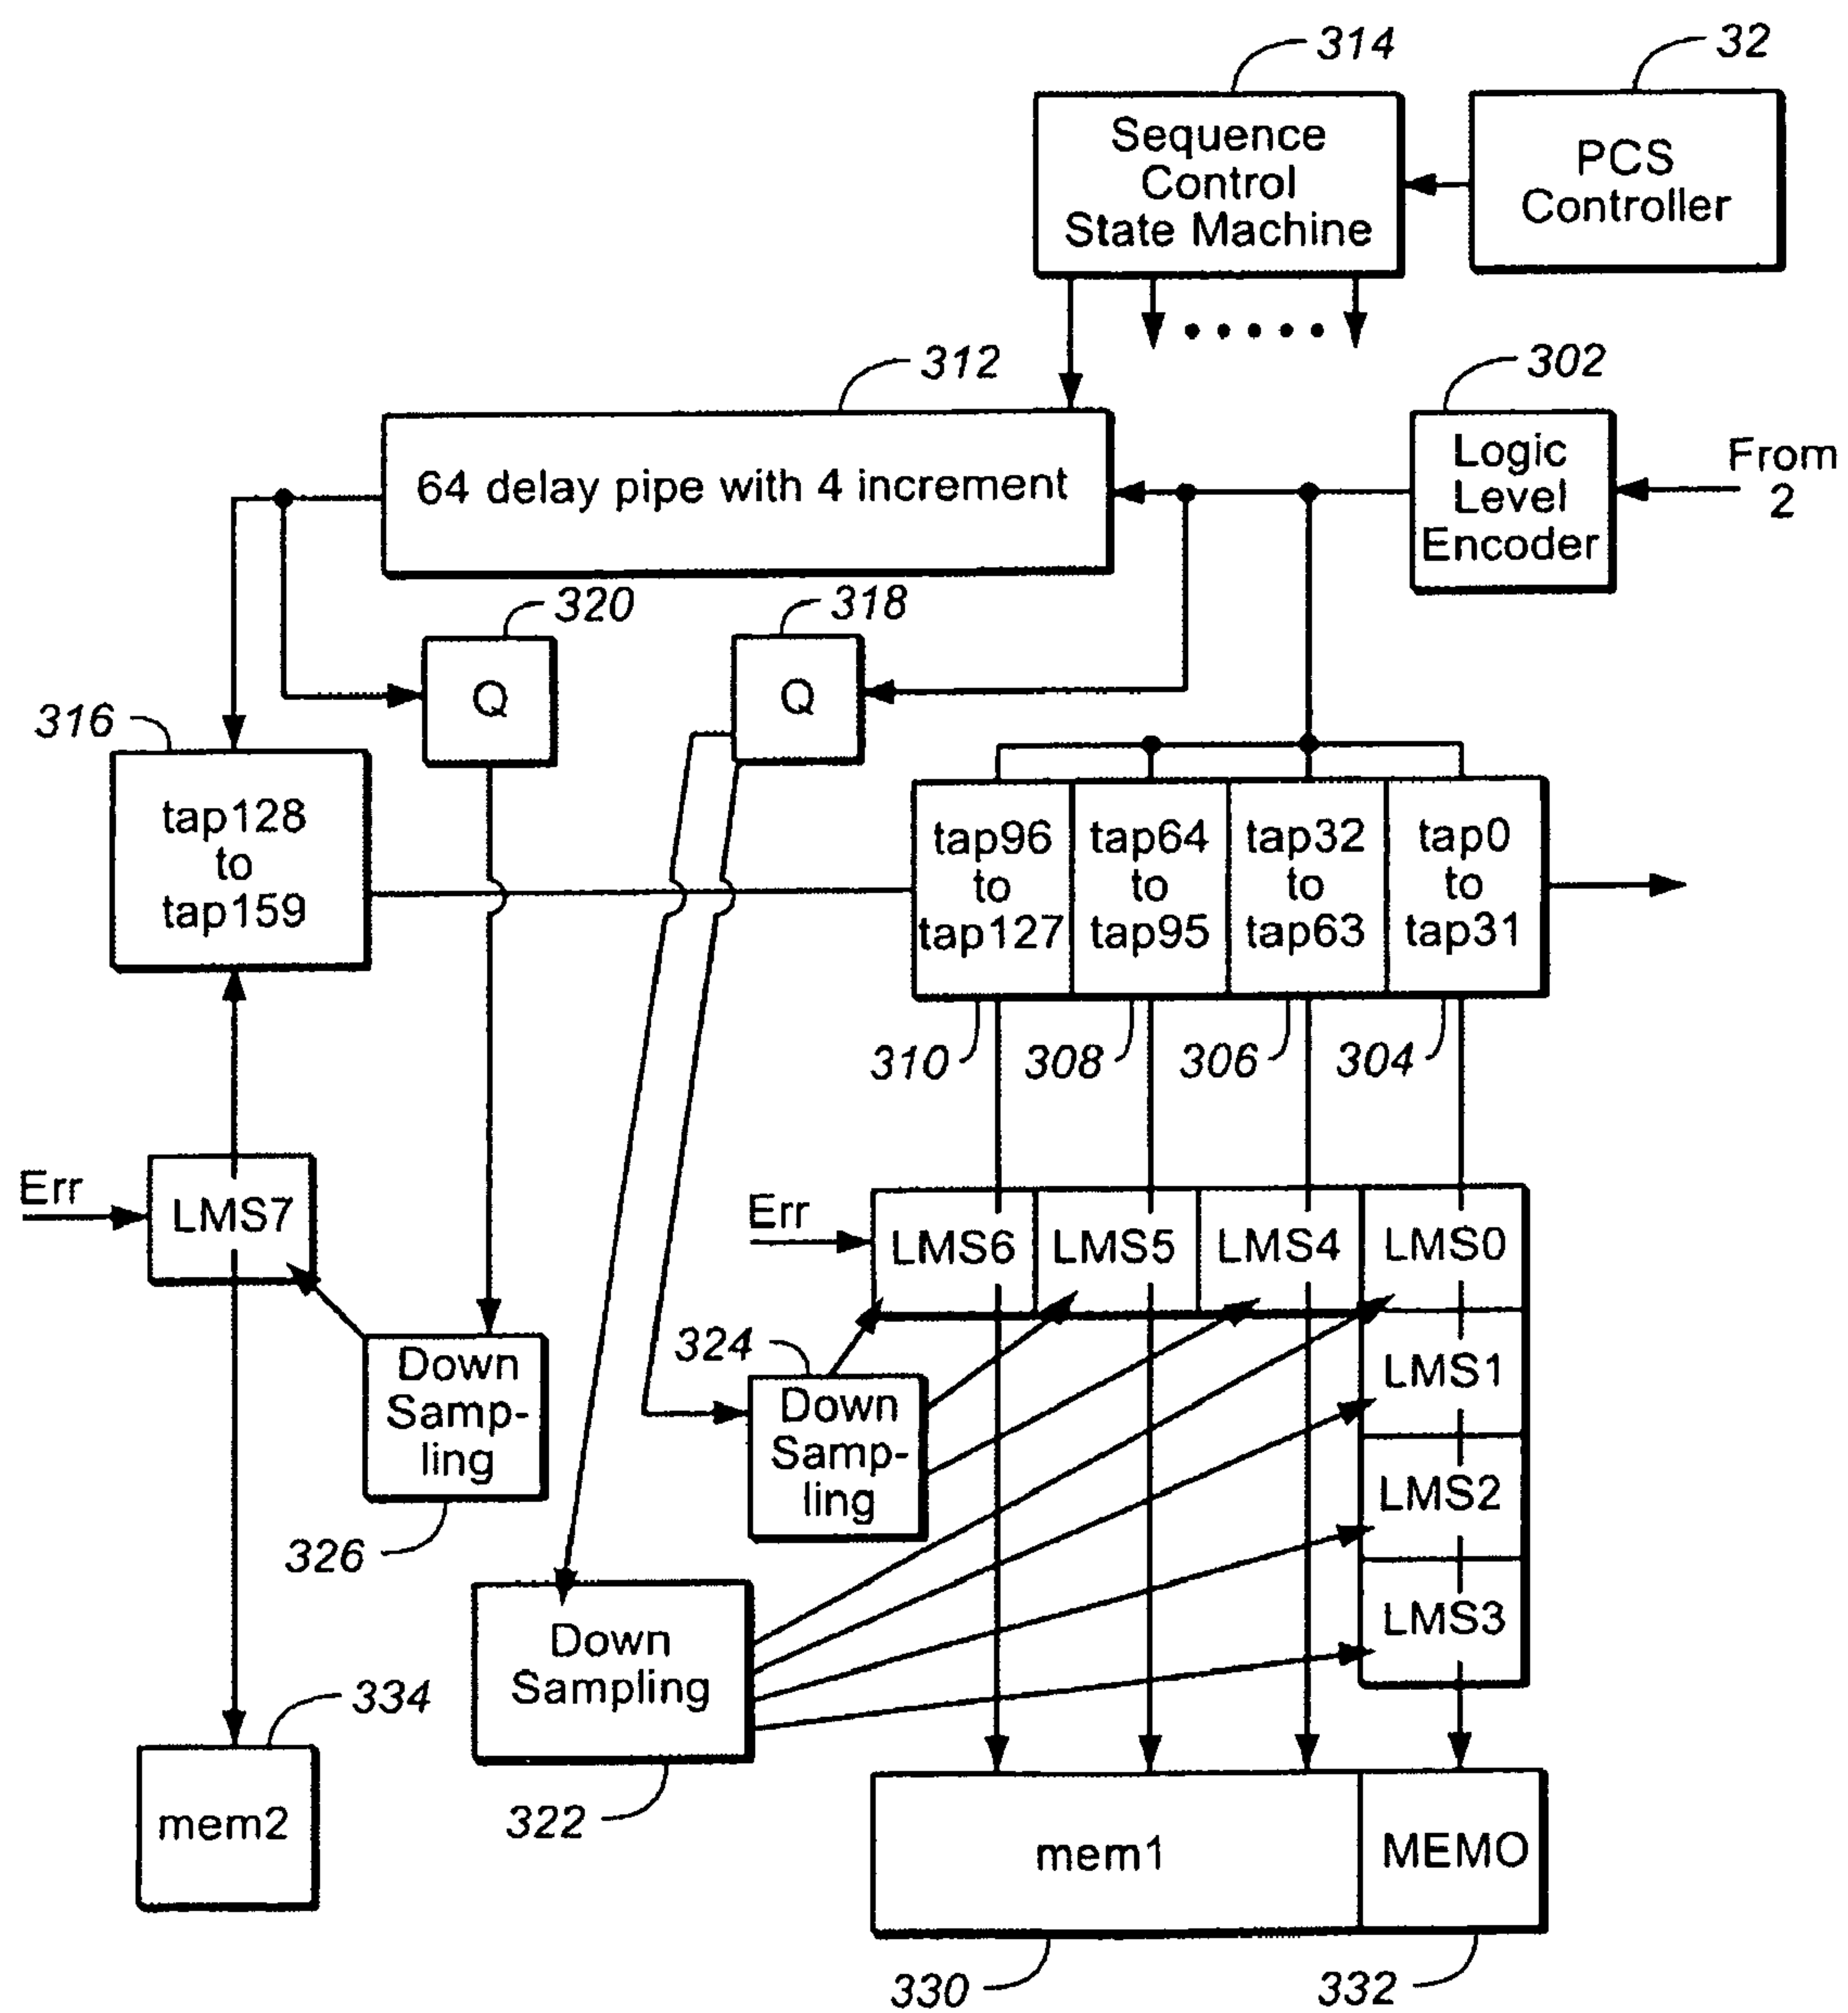 314
32
Sequence
Control
State Machine
PCS
Controller
312
302
64 delay pipe with 4 increment
Logic
Level
Encoder
From
2
320
318
Q
Q
316
tap128
to
tap159
tap96
to
tap127
tap64
to
tap95
tap32
to
tap63
tap0
to
tap31
310
308
306
304
Err
LMS7
Err
LMS6
LMS5
LMS4
LMS0
LMS1
LMS2
LMS3
324
Down
Samp-
ling
Down
Samp-
ling
326
Down
Sampling
322
334
mem2
mem1
MEMO
330
332